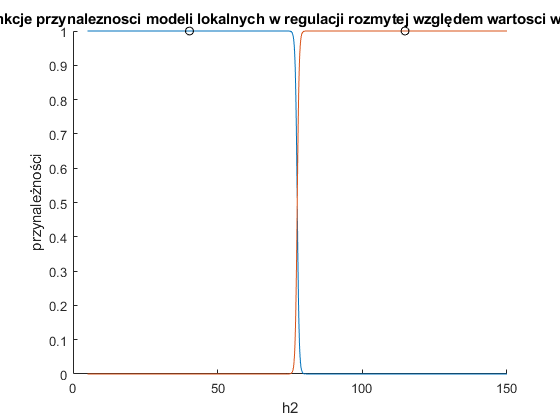 nkcje przynaleznosci modeli lokalnych w regulacji rozmytej względem wartosci w
1
0.9
0.8
0.7
0.6
0.5
0.4
0.3
0.2
0.1
0
przynależności
0 50 100 150
h2